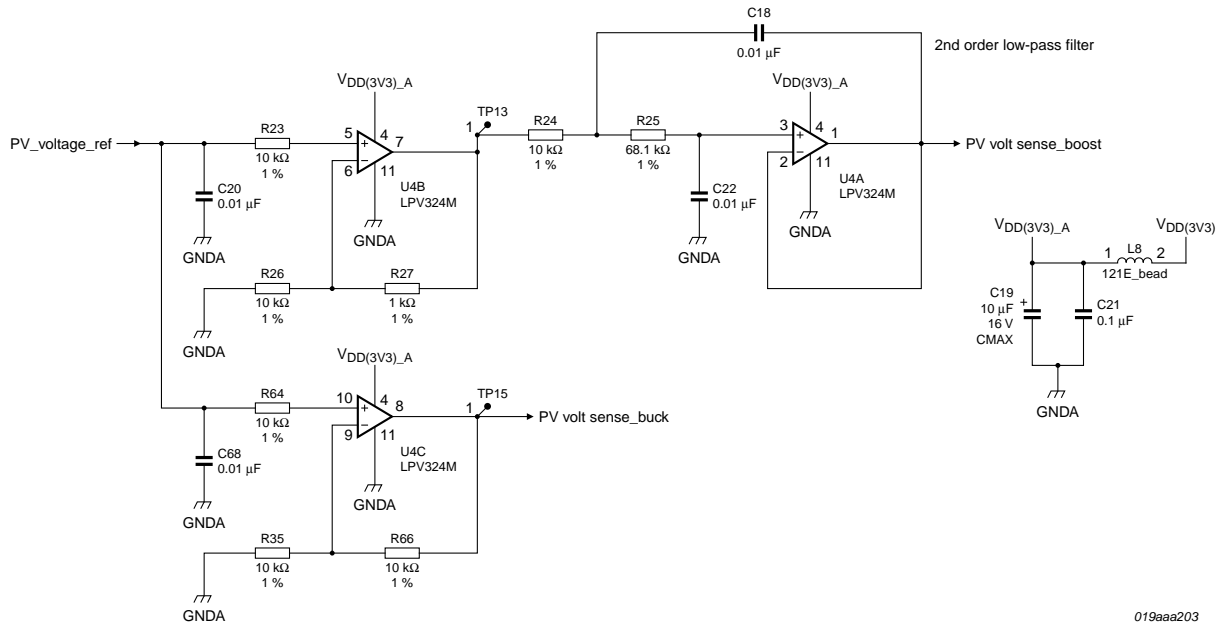 C18
0.01 μF
2nd order low-pass filter
VDD(3V3)_A
VDD(3V3)_A
TP13
1
R23
10 kΩ
1 %
R24
10 kΩ
1 %
R25
68.1 kΩ
1 %
PV_voltage_ref
5
4
7
+
−
6
11
U4B
LPV324M
GNDA
3
4
1
+
−
2
11
U4A
LPV324M
GNDA
PV volt sense_boost
C20
0.01 μF
GNDA
C22
0.01 μF
GNDA
R26
10 kΩ
1 %
R27
1 kΩ
1 %
GNDA
VDD(3V3)_A
VDD(3V3)
1
L8
2
121E_bead
C19
10 μF
16 V
CMAX
+
C21
0.1 μF
GNDA
VDD(3V3)_A
TP15
1
R64
10 kΩ
1 %
10
4
8
+
−
9
11
U4C
LPV324M
GNDA
PV volt sense_buck
C68
0.01 μF
GNDA
R35
10 kΩ
1 %
R66
10 kΩ
1 %
GNDA
019aaa203